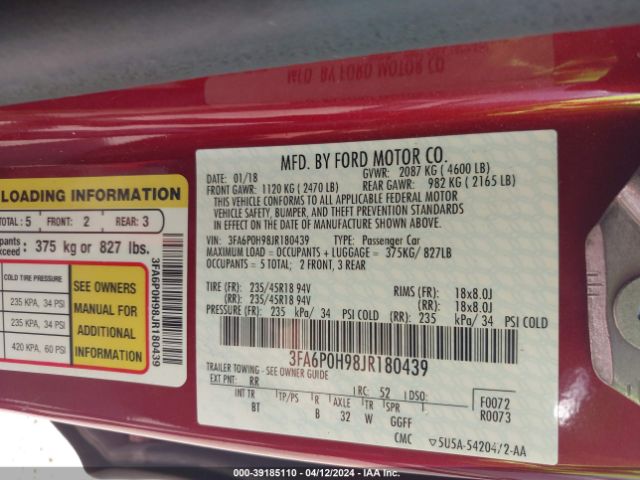 MFD. BY FORD MOTOR CO.
MFD. BY FORD MOTOR CO.
DATE: 01/18
GVWR: 2087 KG ( 4600 LB)
FRONT GAWR: 1120 KG ( 2470 LB)
REAR GAWR: 982 KG ( 2165 LB)
THIS VEHICLE CONFORMS TO ALL APPLICABLE FEDERAL MOTOR
VEHICLE SAFETY, BUMPER, AND THEFT PREVENTION STANDARDS
IN EFFECT ON THE DATE OF MANUFACTURE SHOWN ABOVE.
VIN: 3FA6P0H98JR180439 TYPE: Passenger Car
MAXIMUM LOAD = OCCUPANTS + LUGGAGE = 375KG/ 827LB
OCCUPANTS = 5 TOTAL; 2 FRONT, 3 REAR
TIRE (FR): 235/45R18 94V RIMS (FR): 18x8.0J
(RR): 235/45R18 94V (RR): 18x8.0J
PRESSURE (FR): 235 kPa/ 34 PSI COLD (RR): 235 kPa/ 34 PSI COLD
3FA6P0H98JR180439
TRAILER TOWING - SEE OWNER GUIDE
EXT PNT: RR RC: 52 DSO: F0072
INT TR TP/PS R AXLE TR SPR R0073
BT B 32 W GGFF
CMC 5U5A-54204/2-AA
LOADING INFORMATION
TOTAL : 5 FRONT: 2 REAR: 3
375 kg or 827 lbs.
COLD TIRE PRESSURE
235 KPA, 34 PSI
235 KPA, 34 PSI
420 KPA, 60 PSI
SEE OWNERS
MANUAL FOR
ADDITIONAL
INFORMATION
3FA6P0H98JR180439
000-39185110 - 04/12/2024 - IAA Inc.